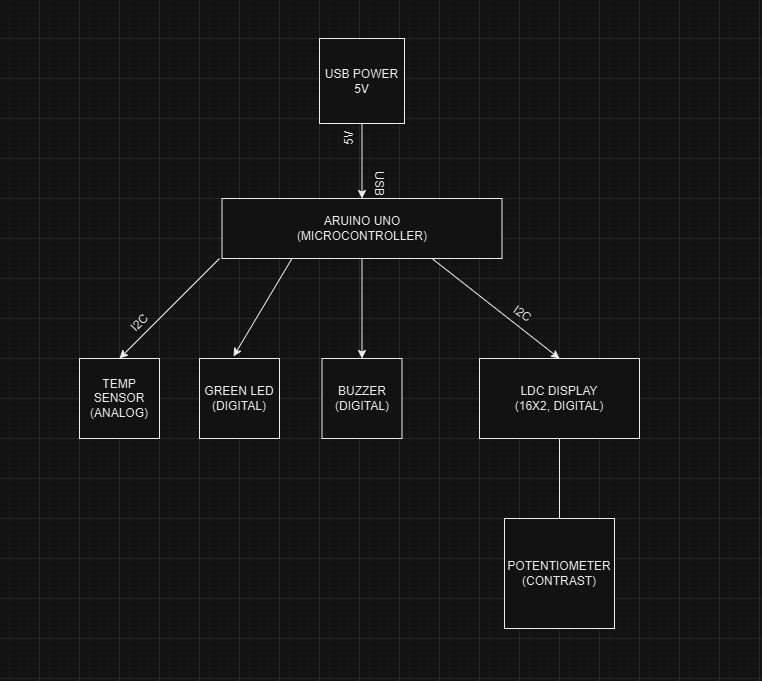 USB POWER
5V
5V
USB
ARUINO UNO
(MICROCONTROLLER)
I2C
I2C
TEMP
SENSOR
(ANALOG)
GREEN LED
(DIGITAL)
BUZZER
(DIGITAL)
LDC DISPLAY
(16X2, DIGITAL)
POTENTIOMETER
(CONTRAST)